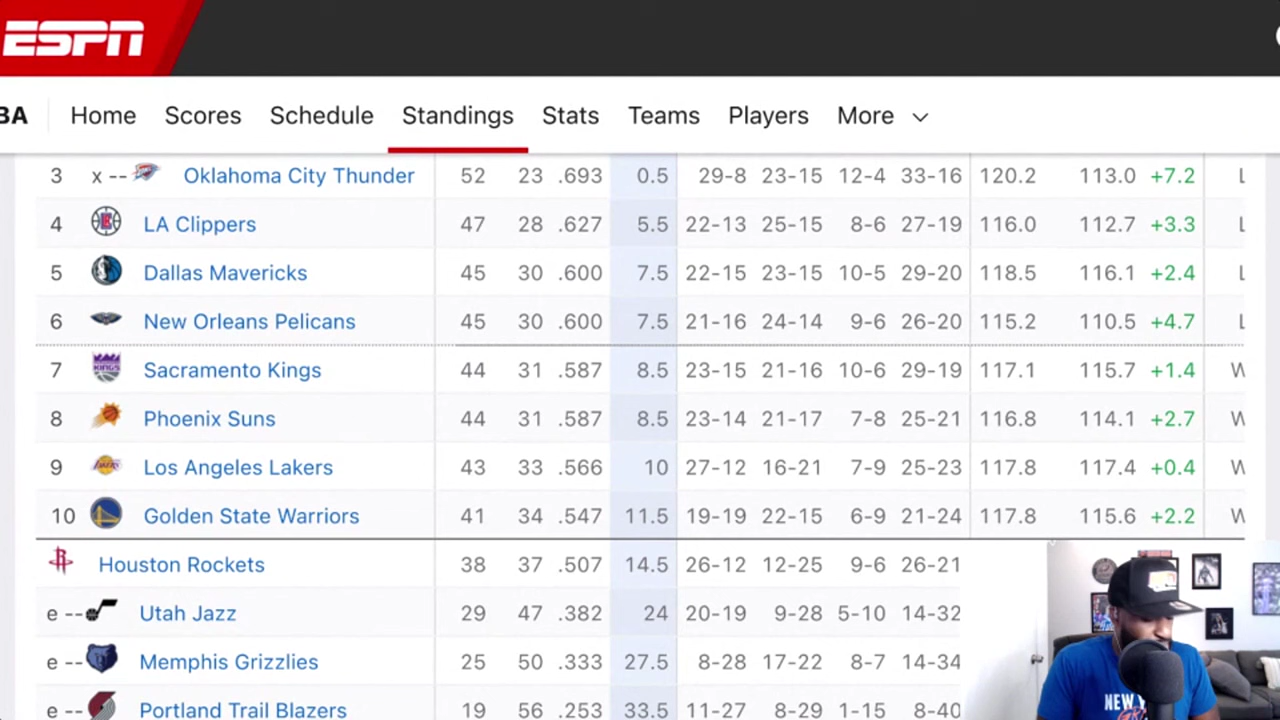 ESPN
BA Home Scores Schedule Standings Stats Teams Players More
3 x -- Oklahoma City Thunder 52 23 .693 0.5 29-8 23-15 12-4 33-16 120.2 113.0 +7.2 L
4 LA Clippers 47 28 .627 5.5 22-13 25-15 8-6 27-19 116.0 112.7 +3.3 L
5 Dallas Mavericks 45 30 .600 7.5 22-15 23-15 10-5 29-20 118.5 116.1 +2.4 L
6 New Orleans Pelicans 45 30 .600 7.5 21-16 24-14 9-6 26-20 115.2 110.5 +4.7 L
7 Sacramento Kings 44 31 .587 8.5 23-15 21-16 10-6 29-19 117.1 115.7 +1.4 W
8 Phoenix Suns 44 31 .587 8.5 23-14 21-17 7-8 25-21 116.8 114.1 +2.7 W
9 Los Angeles Lakers 43 33 .566 10 27-12 16-21 7-9 25-23 117.8 117.4 +0.4 W
10 Golden State Warriors 41 34 .547 11.5 19-19 22-15 6-9 21-24 117.8 115.6 +2.2 W
Houston Rockets 38 37 .507 14.5 26-12 12-25 9-6 26-21
e -- Utah Jazz 29 47 .382 24 20-19 9-28 5-10 14-32
e -- Memphis Grizzlies 25 50 .333 27.5 8-28 17-22 8-7 14-34
e -- Portland Trail Blazers 19 56 .253 33.5 11-27 8-29 1-15 8-40
NEW